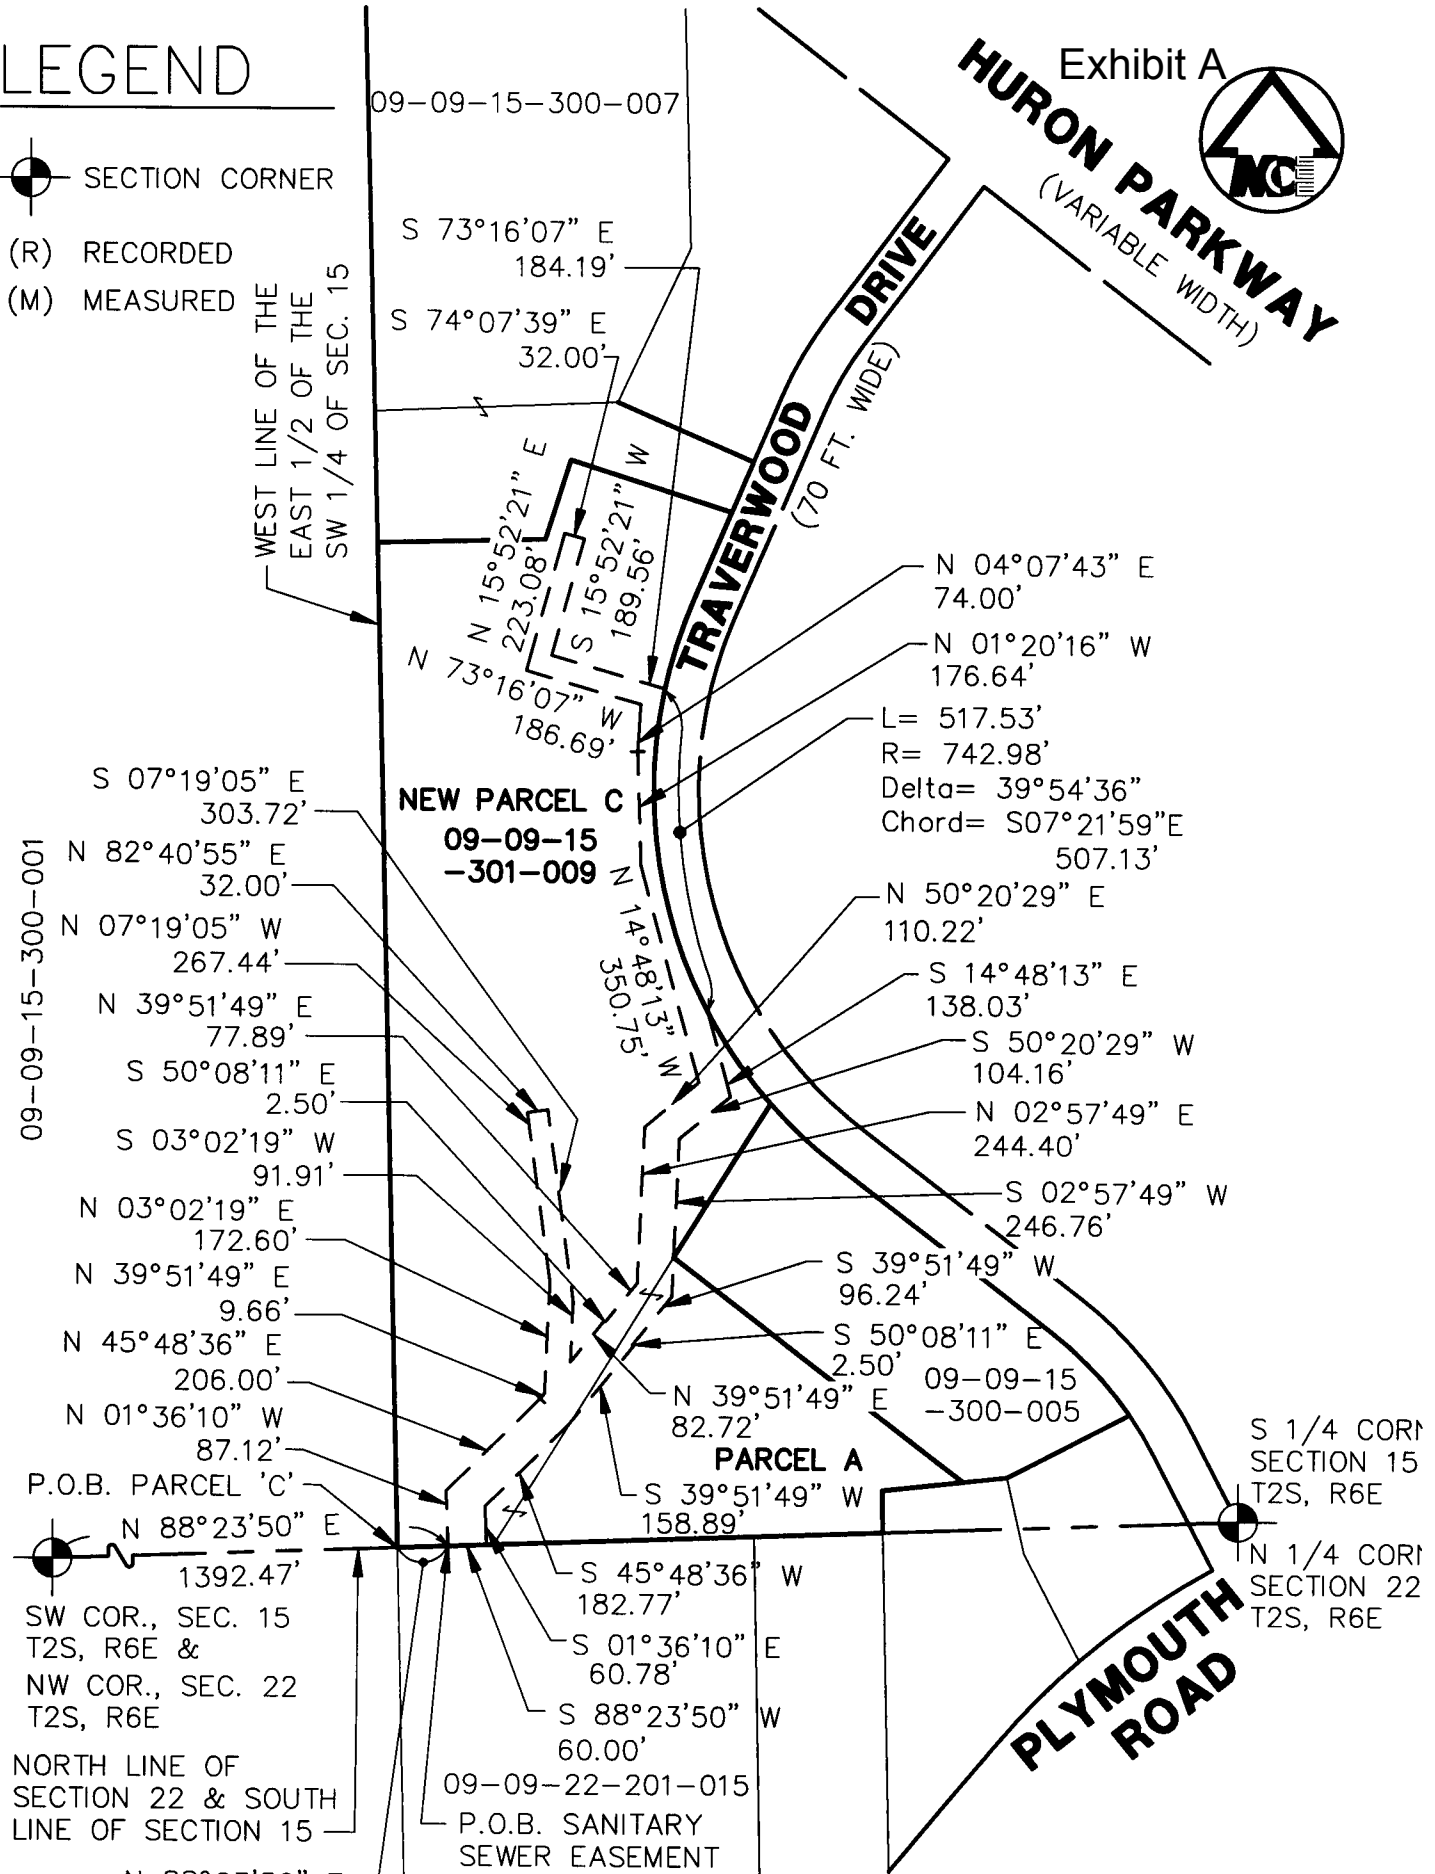 LEGEND
SECTION CORNER
(R) RECORDED
(M) MEASURED
Exhibit A
NCI
HURON PARKWAY
(VARIABLE WIDTH)
09-09-15-300-007
S 73°16'07" E
184.19'
S 74°07'39" E
32.00'
WEST LINE OF THE
EAST 1/2 OF THE
SW 1/4 OF SEC. 15
TRAVERWOOD DRIVE
(70 FT. WIDE)
N 15°52'21" E
223.08'
S 15°52'21" W
189.56'
N 73°16'07" W
186.69'
N 04°07'43" E
74.00'
N 01°20'16" W
176.64'
L= 517.53'
R= 742.98'
Delta= 39°54'36"
Chord= S07°21'59"E
507.13'
NEW PARCEL C
09-09-15
-301-009
N 14°48'13" W
350.75'
N 50°20'29" E
110.22'
S 14°48'13" E
138.03'
S 50°20'29" W
104.16'
N 02°57'49" E
244.40'
S 02°57'49" W
246.76'
S 39°51'49" W
96.24'
S 50°08'11" E
2.50'
09-09-15
-300-005
N 39°51'49" E
82.72'
PARCEL A
S 39°51'49" W
158.89'
09-09-15-300-001
S 07°19'05" E
303.72'
N 82°40'55" E
32.00'
N 07°19'05" W
267.44'
N 39°51'49" E
77.89'
S 50°08'11" E
2.50'
S 03°02'19" W
91.91'
N 03°02'19" E
172.60'
N 39°51'49" E
9.66'
N 45°48'36" E
206.00'
N 01°36'10" W
87.12'
P.O.B. PARCEL 'C'
N 88°23'50" E
1392.47'
SW COR., SEC. 15
T2S, R6E &
NW COR., SEC. 22
T2S, R6E
NORTH LINE OF
SECTION 22 & SOUTH
LINE OF SECTION 15
S 45°48'36" W
182.77'
S 01°36'10" E
60.78'
S 88°23'50" W
60.00'
09-09-22-201-015
P.O.B. SANITARY
SEWER EASEMENT
S 1/4 COR
SECTION 15
T2S, R6E
N 1/4 COR
SECTION 22
T2S, R6E
PLYMOUTH
ROAD